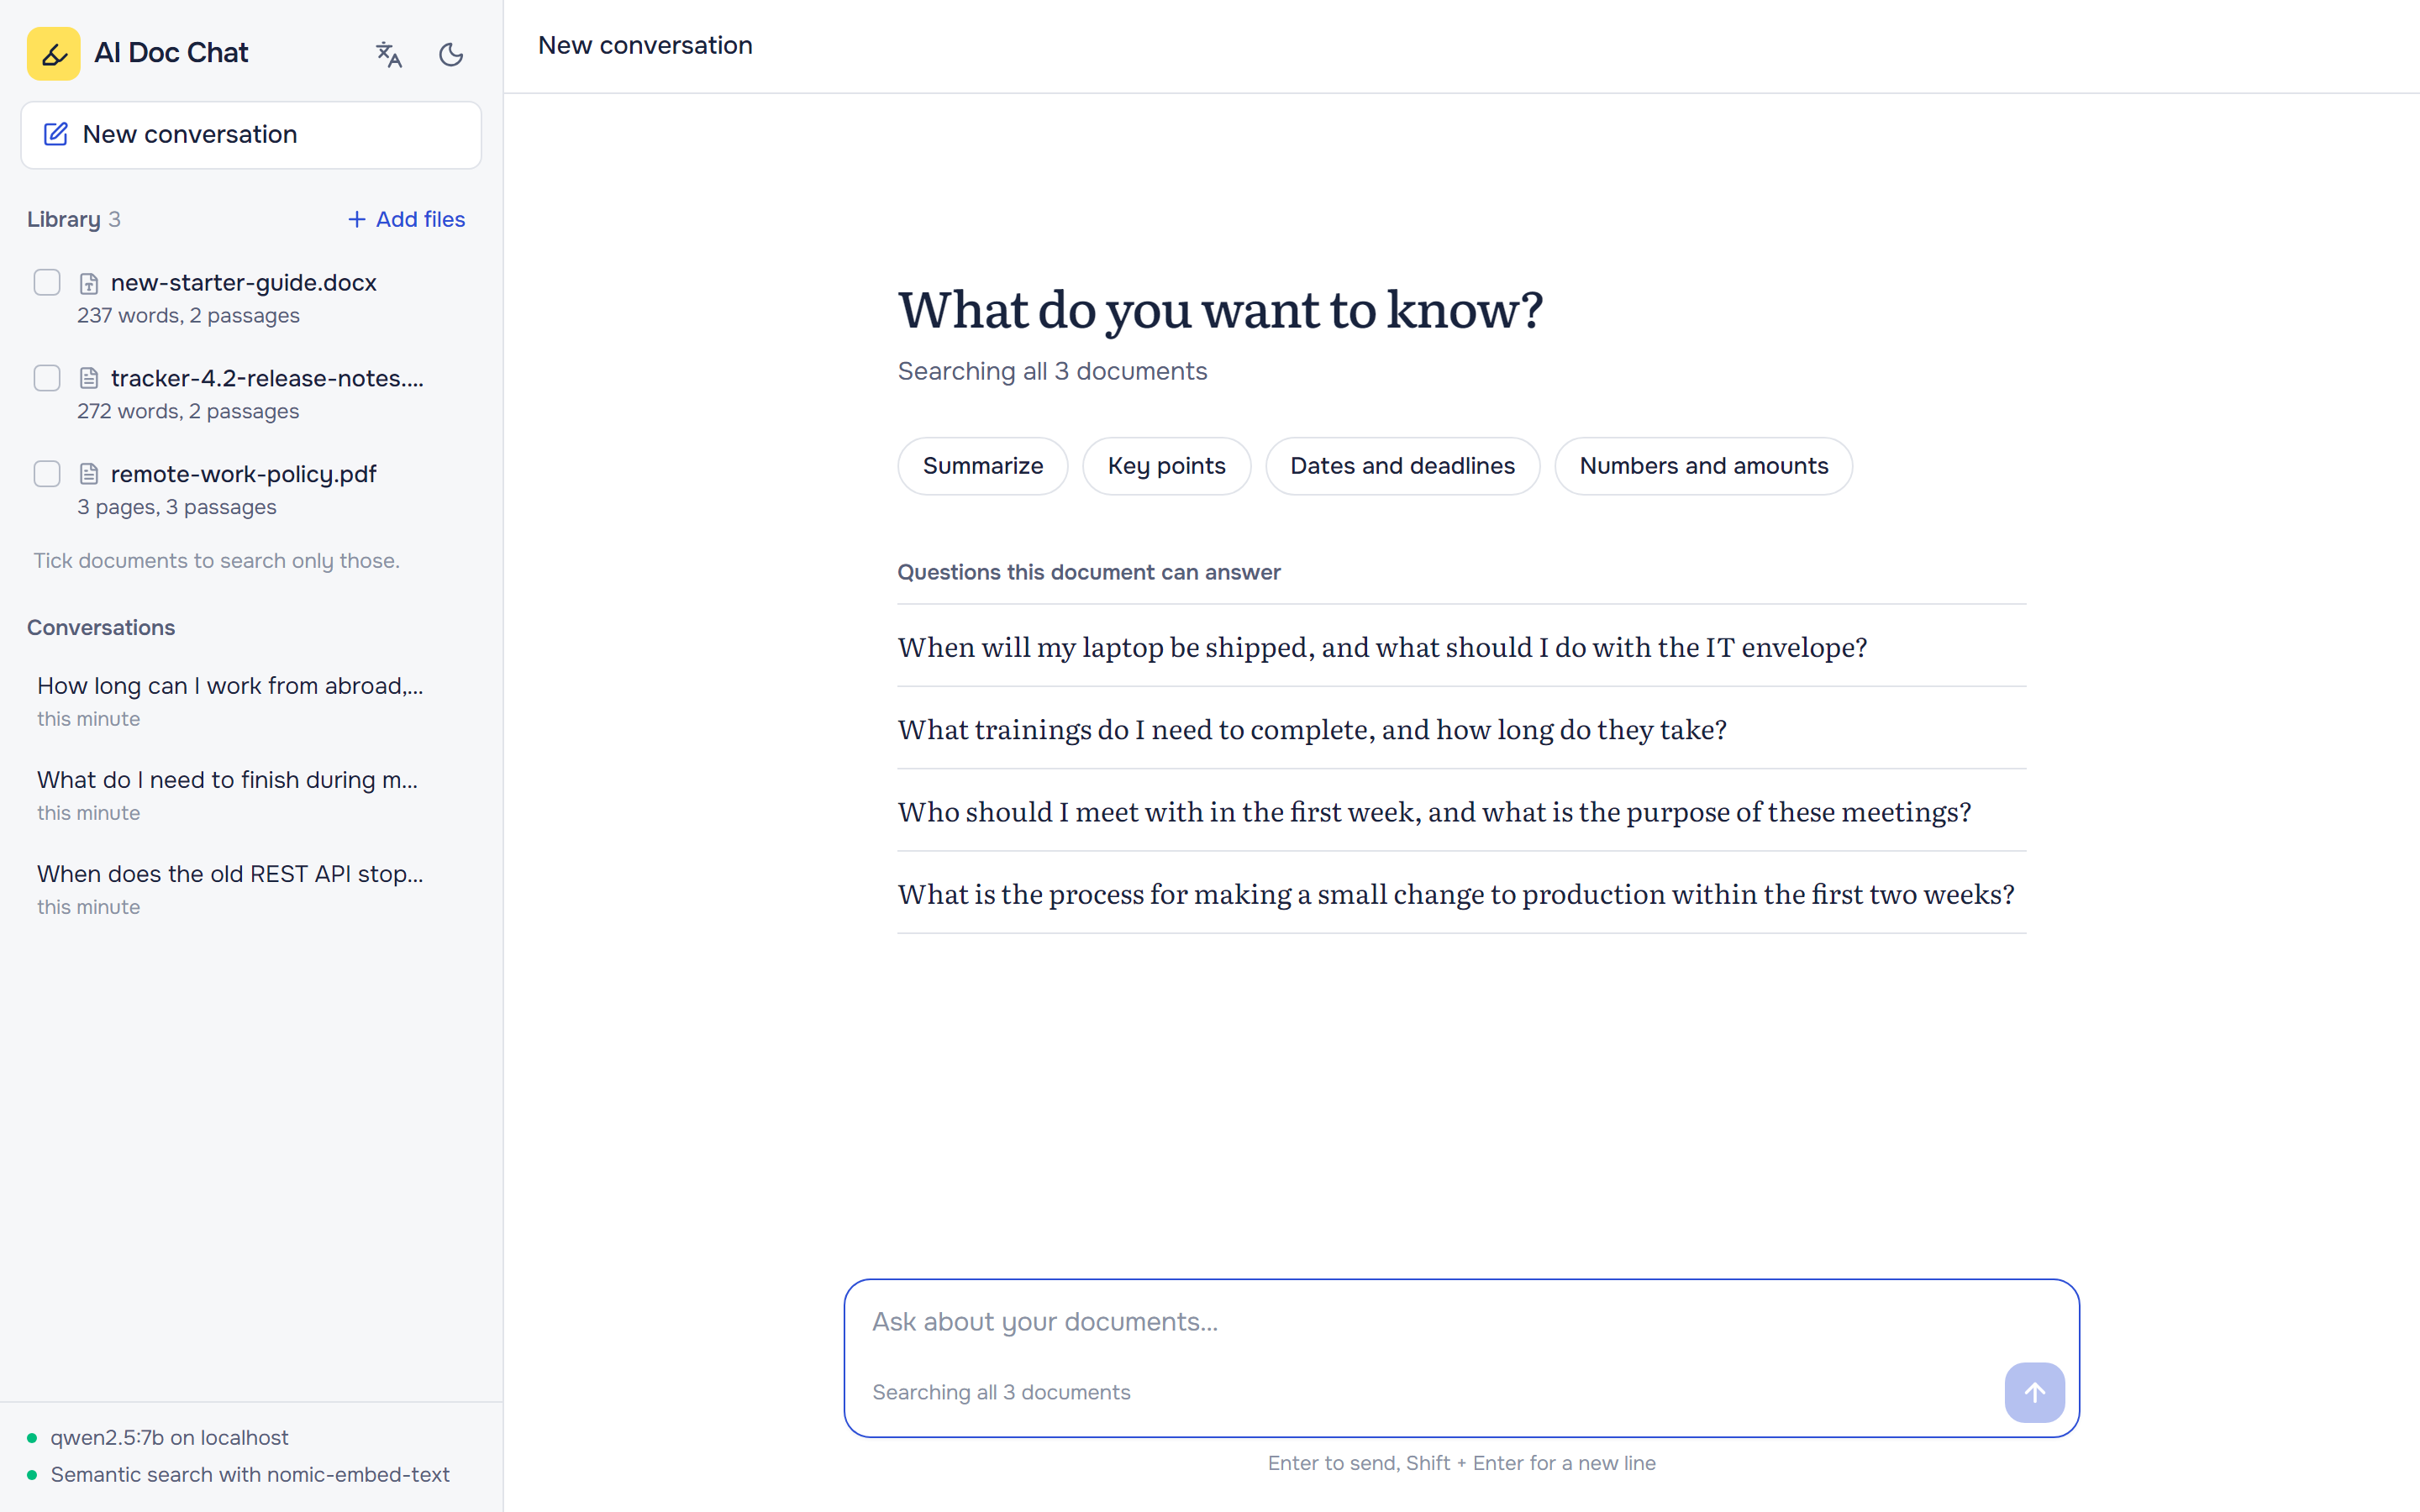 AI Doc Chat
New conversation
Library 3
Add files
new-starter-guide.docx
237 words, 2 passages
tracker-4.2-release-notes....
272 words, 2 passages
remote-work-policy.pdf
3 pages, 3 passages
Tick documents to search only those.
Conversations
How long can I work from abroad,...
this minute
What do I need to finish during m...
this minute
When does the old REST API stop...
this minute
qwen2.5:7b on localhost
Semantic search with nomic-embed-text
New conversation
What do you want to know?
Searching all 3 documents
Summarize
Key points
Dates and deadlines
Numbers and amounts
Questions this document can answer
When will my laptop be shipped, and what should I do with the IT envelope?
What trainings do I need to complete, and how long do they take?
Who should I meet with in the first week, and what is the purpose of these meetings?
What is the process for making a small change to production within the first two weeks?
Ask about your documents...
Searching all 3 documents
Enter to send, Shift + Enter for a new line